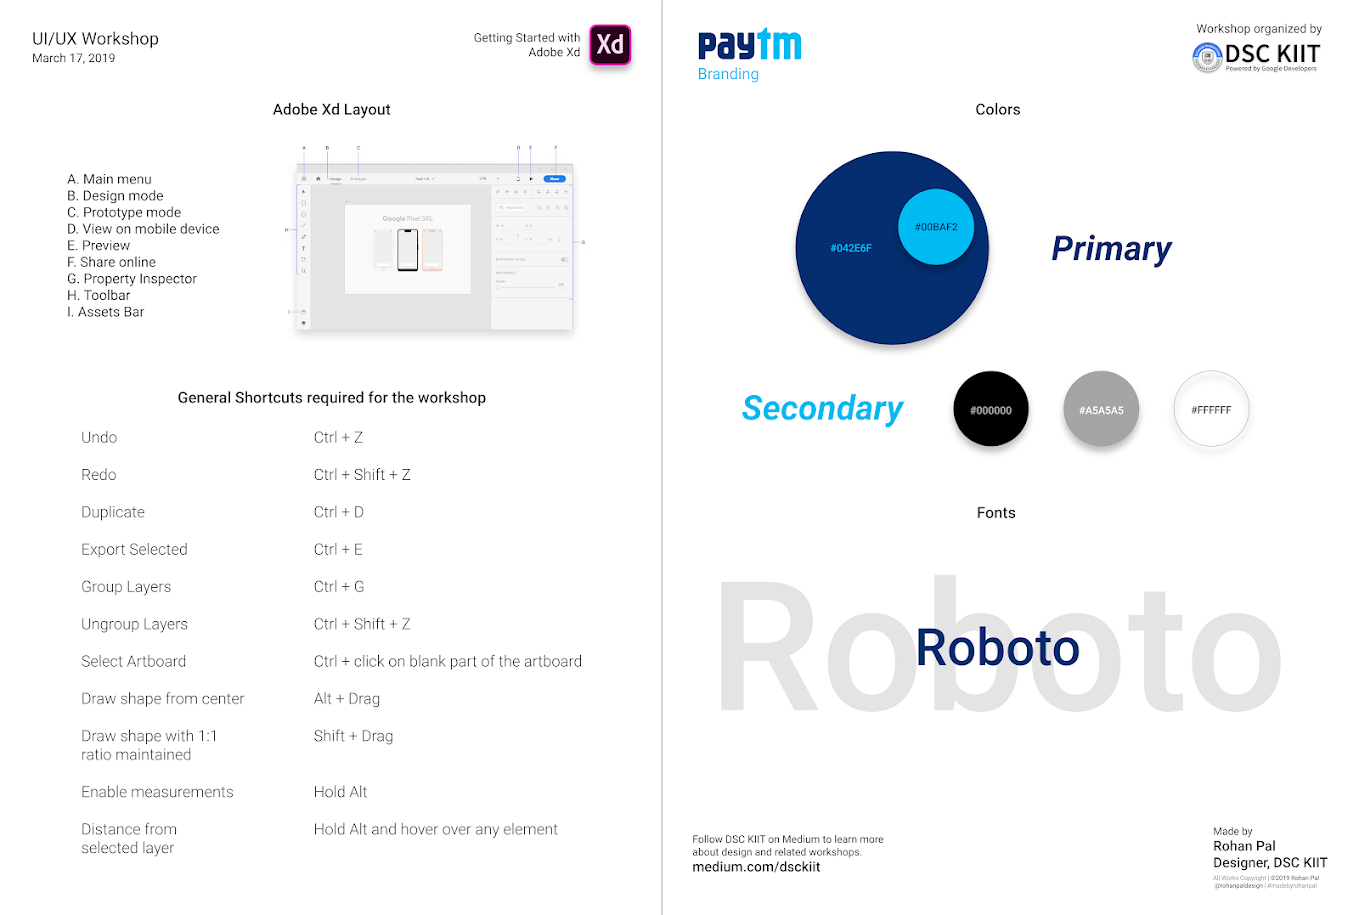 UI/UX Workshop
March 17, 2019
Getting Started with
Adobe Xd
Xd
Adobe Xd Layout
A. Main menu
B. Design mode
C. Prototype mode
D. View on mobile device
E. Preview
F. Share online
G. Property Inspector
H. Toolbar
I. Assets Bar
A B C D E F
Design Prototype
Share
Google Pixel 3XL
H
G
General Shortcuts required for the workshop
Undo Ctrl + Z
Redo Ctrl + Shift + Z
Duplicate Ctrl + D
Export Selected Ctrl + E
Group Layers Ctrl + G
Ungroup Layers Ctrl + Shift + Z
Select Artboard Ctrl + click on blank part of the artboard
Draw shape from center Alt + Drag
Draw shape with 1:1 Shift + Drag
ratio maintained
Enable measurements Hold Alt
Distance from Hold Alt and hover over any element
selected layer
paytm
Branding
Workshop organized by
DSC KIIT
Powered by Google Developers
Colors
#042E6F
#00BAF2
Primary
Secondary
#000000
#A5A5A5
#FFFFFF
Fonts
Roboto
Roboto
Follow DSC KIIT on Medium to learn more
about design and related workshops.
medium.com/dsckiit
Made by
Rohan Pal
Designer, DSC KIIT
All Works Copyright | ©2019 Rohan Pal
@rohanpaldesign | #madebyrohanpal